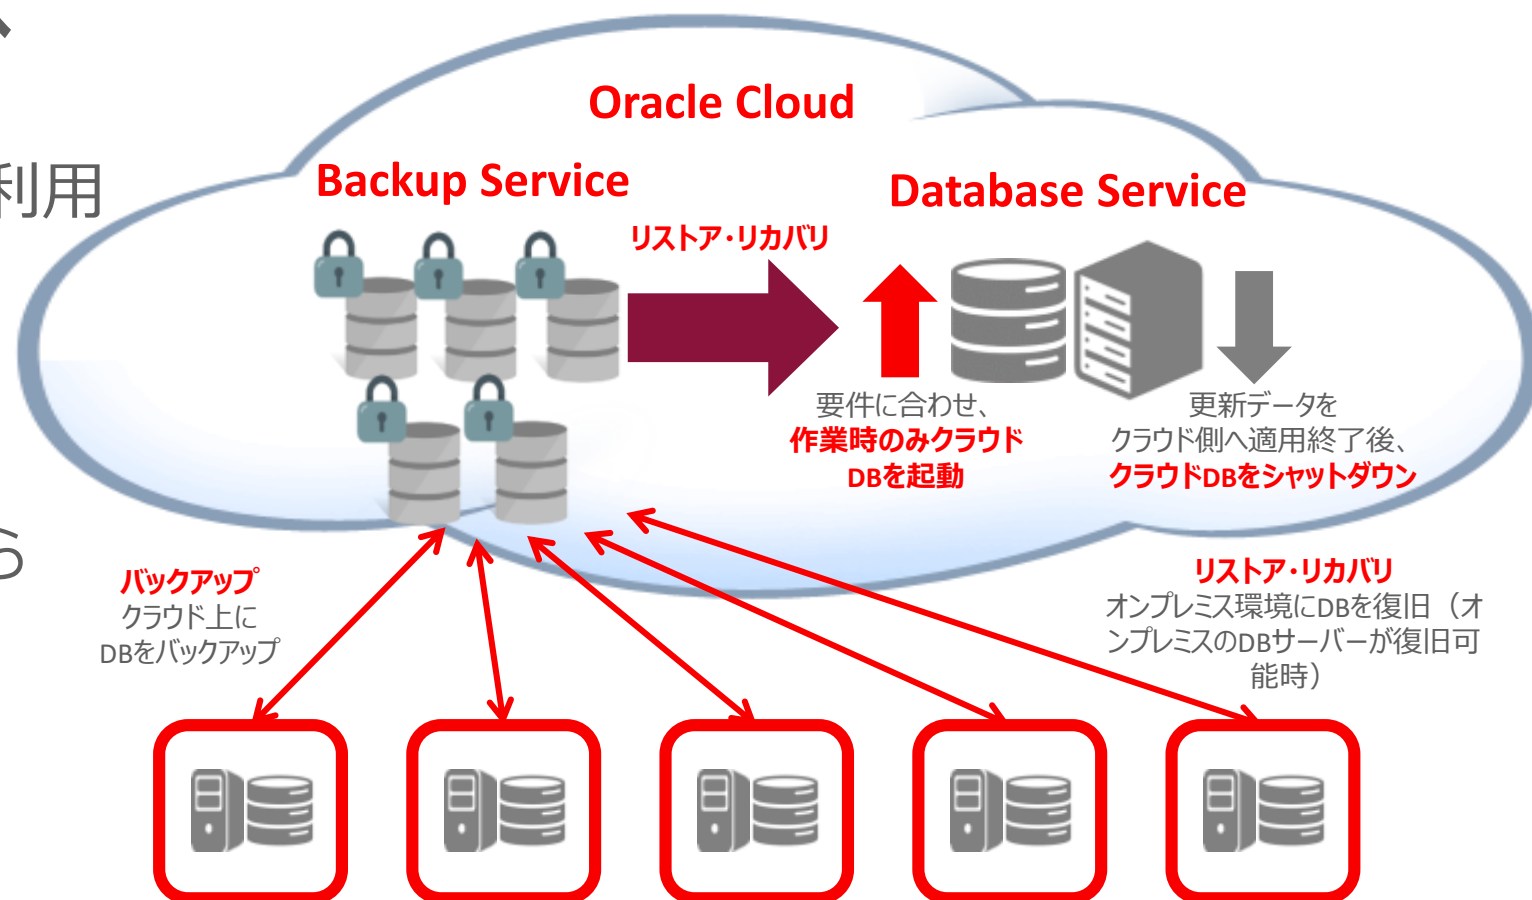 へ
利用
ら
Oracle Cloud
Backup Service
Database Service
リストア・リカバリ
要件に合わせ、
作業時のみクラウド
DBを起動
更新データを
クラウド側へ適用終了後、
クラウドDBをシャットダウン
バックアップ
クラウド上に
DBをバックアップ
リストア・リカバリ
オンプレミス環境にDBを復旧（オ
ンプレミスのDBサーバーが復旧可
能時）